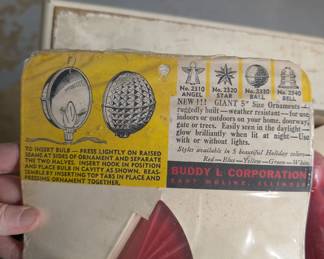 No. 2310 No. 2320 No. 2330 No. 2340
ANGEL STAR BALL BELL
NEW!!! GIANT 5" Size Ornaments —
ruggedly built — weather resistant — for use
indoors or outdoors on your home, doorways,
gate or trees. Easily seen in the daylight —
glow brilliantly when lit at night — Use
with or without lights.
Styles available in 5 beautiful Holiday colors—
Red — Blue — Yellow — Green — White
BUDDY L CORPORATION
EAST MOLINE, ILLINOIS
TO INSERT BULB — PRESS LIGHTLY ON RAISED
SEAMS AT SIDES OF ORNAMENT AND SEPARATE
THE TWO HALVES. INSERT HOOK IN POSITION
AND PLACE BULB IN CAVITY AS SHOWN. REAS-
SEMBLE BY INSERTING TOP TABS IN PLACE AND
PRESSING ORNAMENT TOGETHER.